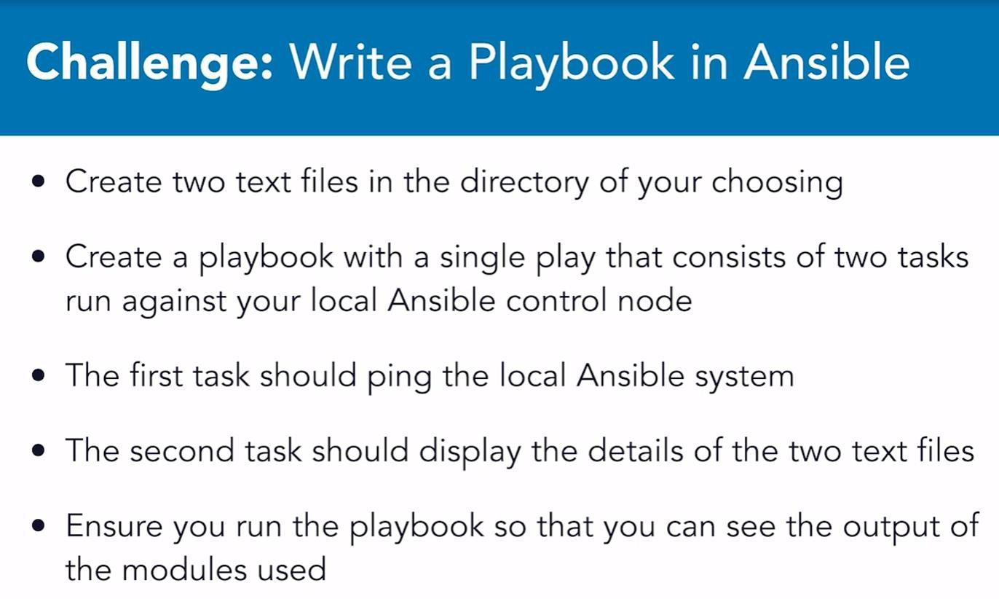 Challenge: Write a Playbook in Ansible
• Create two text files in the directory of your choosing
• Create a playbook with a single play that consists of two tasks
run against your local Ansible control node
• The first task should ping the local Ansible system
• The second task should display the details of the two text files
• Ensure you run the playbook so that you can see the output of
the modules used